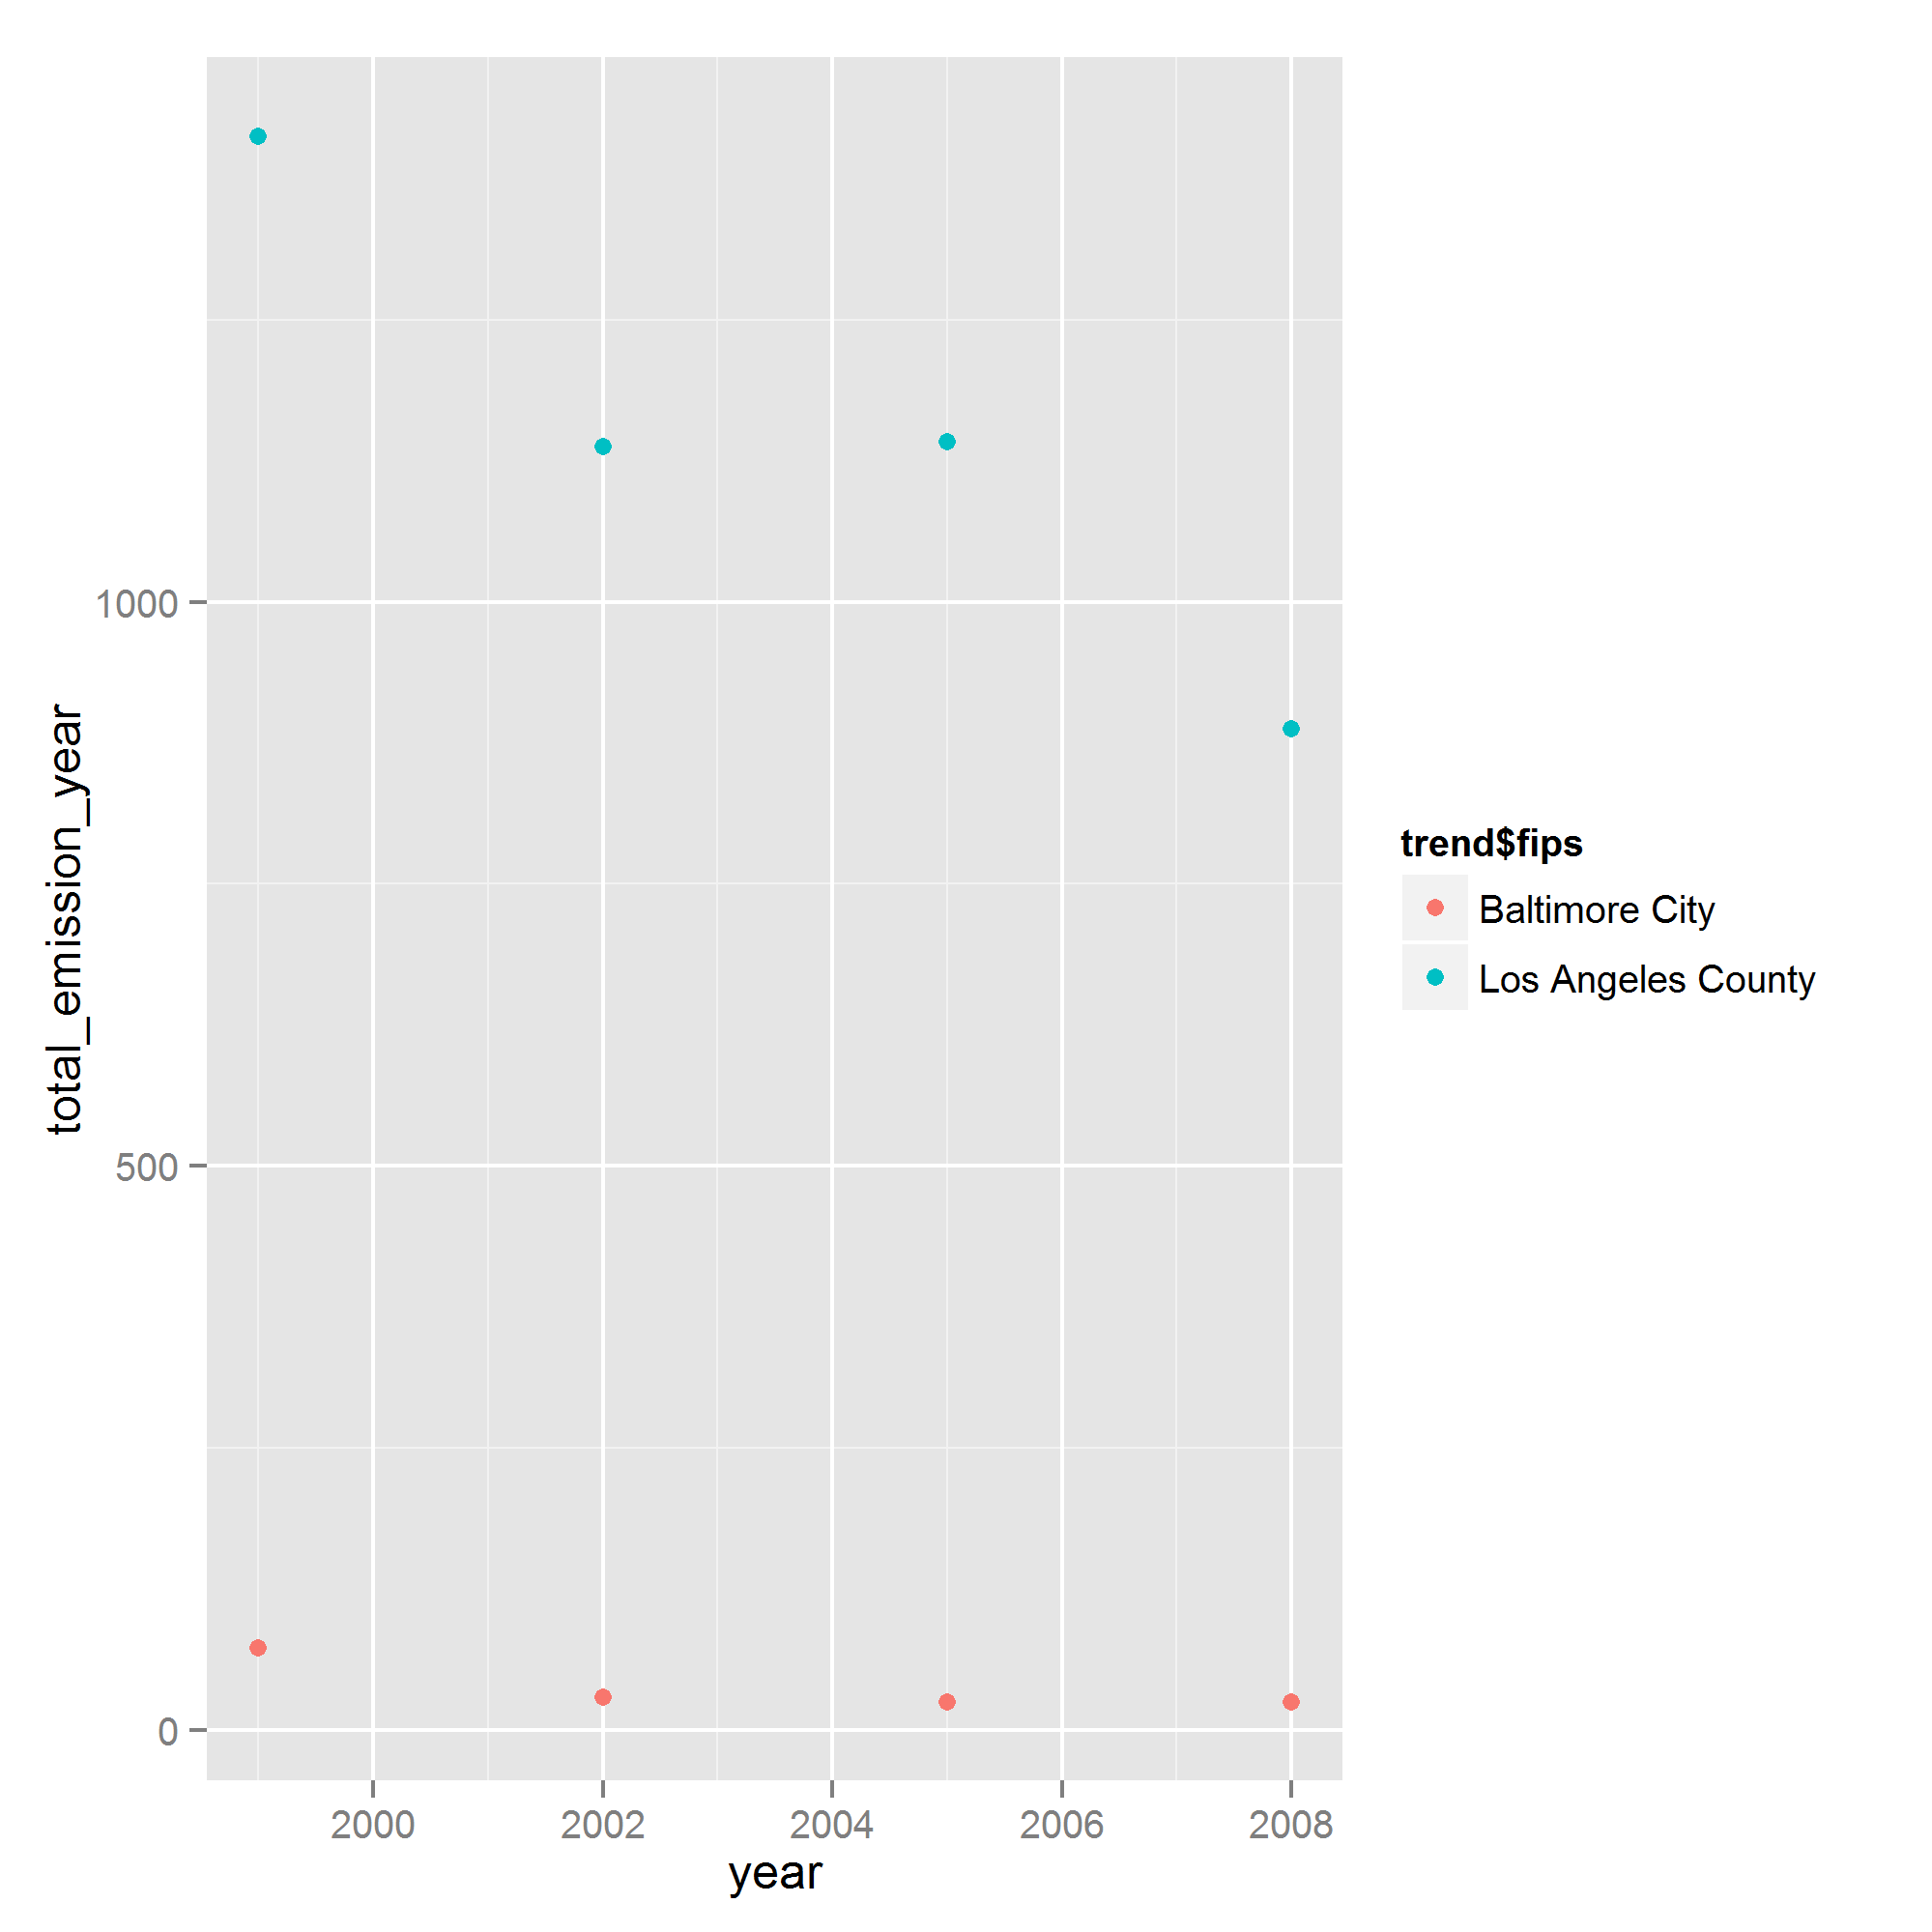 total_emission_year
1000
500
0
2000 2002 2004 2006 2008
year
trend$fips
Baltimore City
Los Angeles County